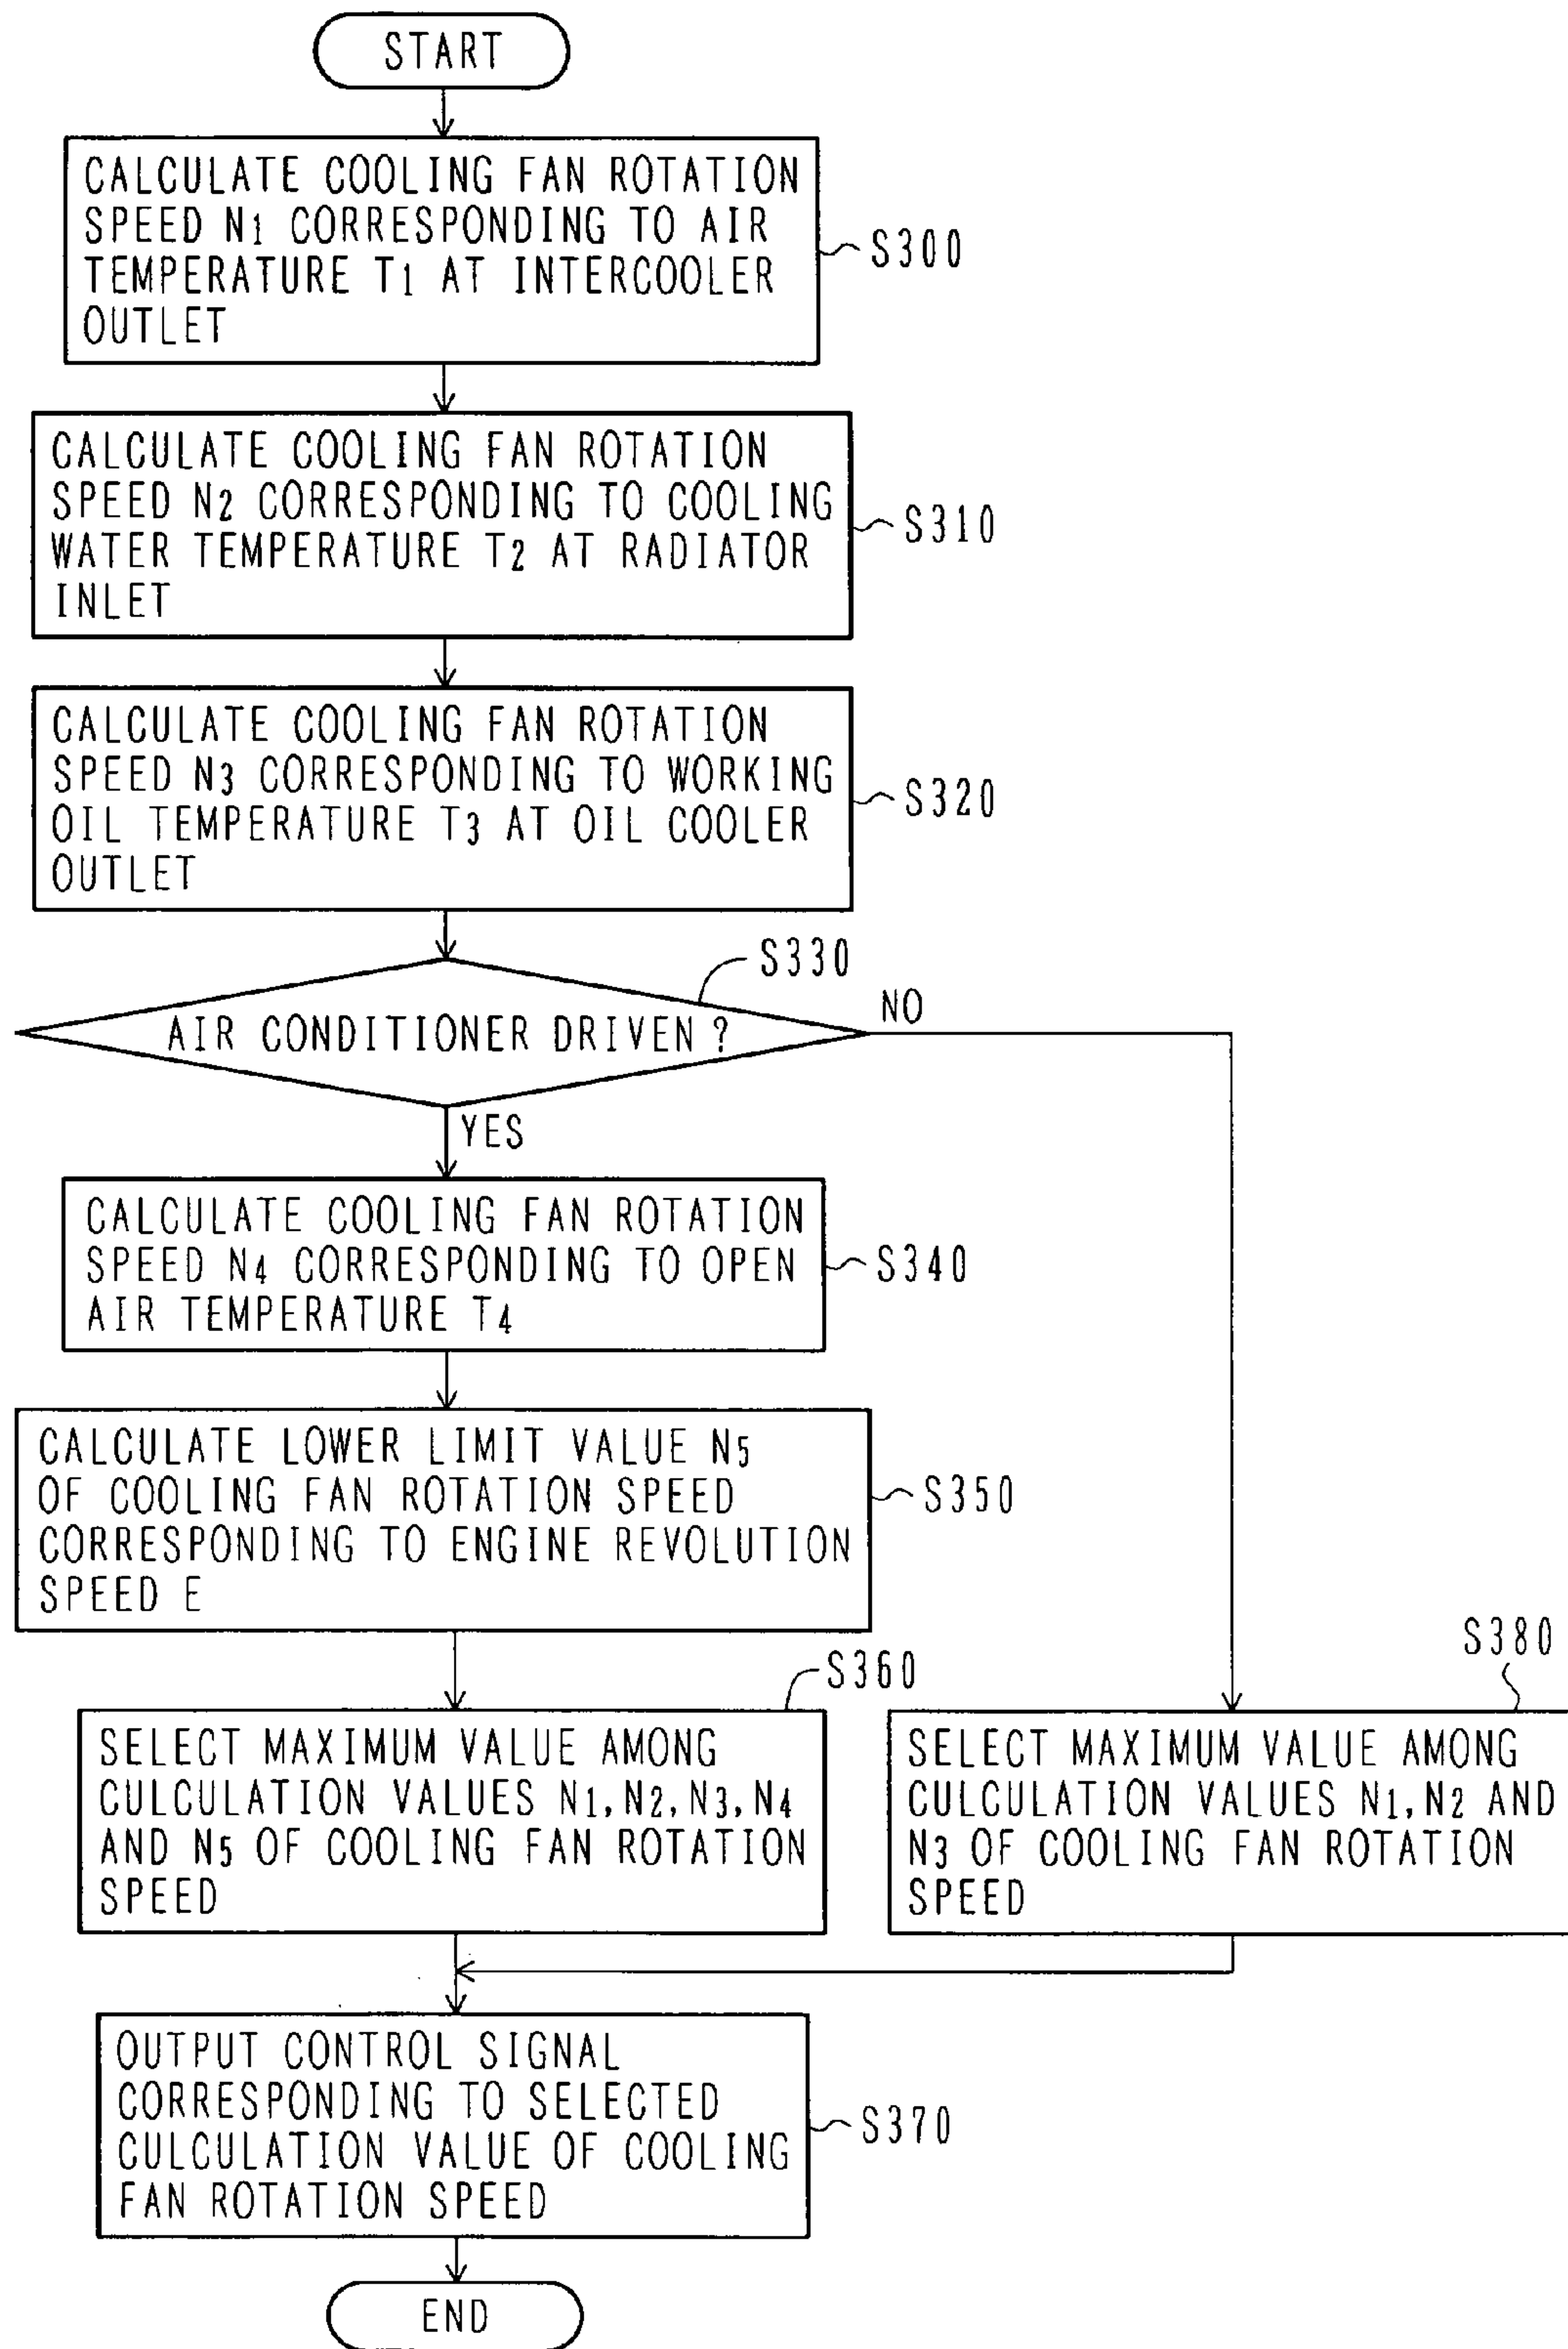 START
CALCULATE COOLING FAN ROTATION
SPEED N1 CORRESPONDING TO AIR
TEMPERATURE T1 AT INTERCOOLER
OUTLET
S300
CALCULATE COOLING FAN ROTATION
SPEED N2 CORRESPONDING TO COOLING
WATER TEMPERATURE T2 AT RADIATOR
INLET
S310
CALCULATE COOLING FAN ROTATION
SPEED N3 CORRESPONDING TO WORKING
OIL TEMPERATURE T3 AT OIL COOLER
OUTLET
S320
S330
AIR CONDITIONER DRIVEN ?
NO
YES
CALCULATE COOLING FAN ROTATION
SPEED N4 CORRESPONDING TO OPEN
AIR TEMPERATURE T4
S340
CALCULATE LOWER LIMIT VALUE N5
OF COOLING FAN ROTATION SPEED
CORRESPONDING TO ENGINE REVOLUTION
SPEED E
S350
S360
SELECT MAXIMUM VALUE AMONG
CULCULATION VALUES N1, N2, N3, N4
AND N5 OF COOLING FAN ROTATION
SPEED
S380
SELECT MAXIMUM VALUE AMONG
CULCULATION VALUES N1, N2 AND
N3 OF COOLING FAN ROTATION
SPEED
OUTPUT CONTROL SIGNAL
CORRESPONDING TO SELECTED
CULCULATION VALUE OF COOLING
FAN ROTATION SPEED
S370
END